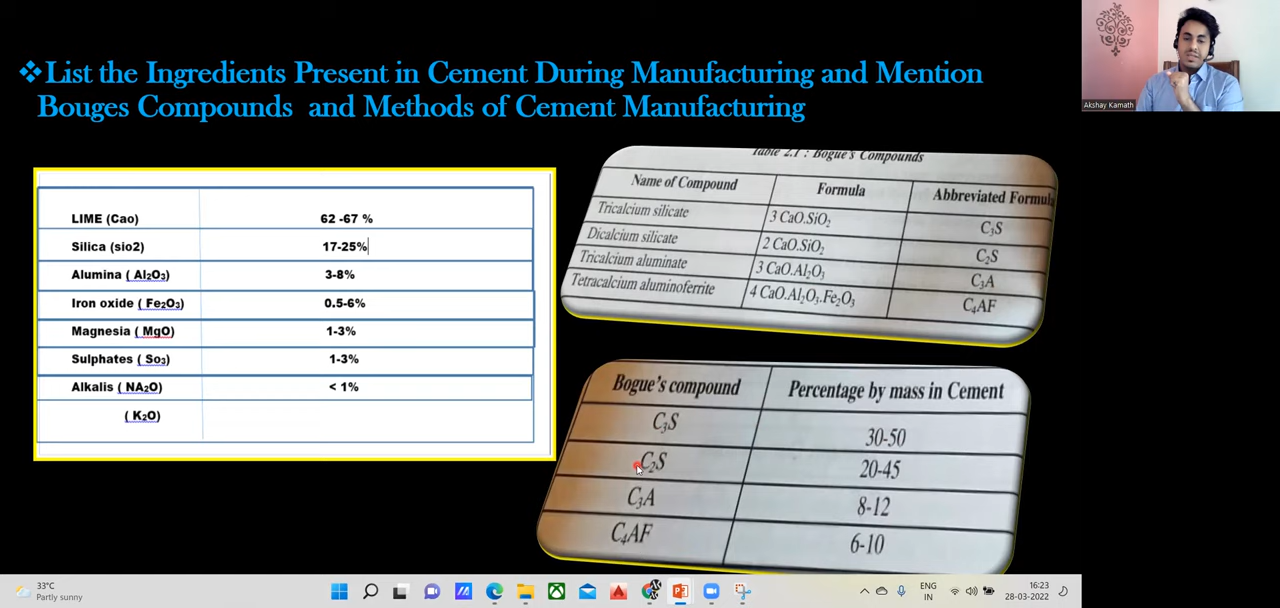 ❖List the Ingredients Present in Cement During Manufacturing and Mention
Bouges Compounds and Methods of Cement Manufacturing
Akshay Kamath
LIME (Cao) 62 -67 %
Silica (sio2) 17-25%
Alumina ( Al₂O₃) 3-8%
Iron oxide ( Fe₂O₃) 0.5-6%
Magnesia ( MgO) 1-3%
Sulphates ( So₃) 1-3%
Alkalis ( NA₂O) < 1%
( K₂O)
Table 2.1 : Bogue's Compounds
Name of Compound Formula Abbreviated Formula
Tricalcium silicate 3 CaO.SiO₂ C₃S
Dicalcium silicate 2 CaO.SiO₂ C₂S
Tricalcium aluminate 3 CaO.Al₂O₃ C₃A
Tetracalcium aluminoferrite 4 CaO.Al₂O₃.Fe₂O₃ C₄AF
Bogue's compound Percentage by mass in Cement
C₃S 30-50
C₂S 20-45
C₃A 8-12
C₄AF 6-10
33°C
Partly sunny
ENG
IN
16:23
28-03-2022